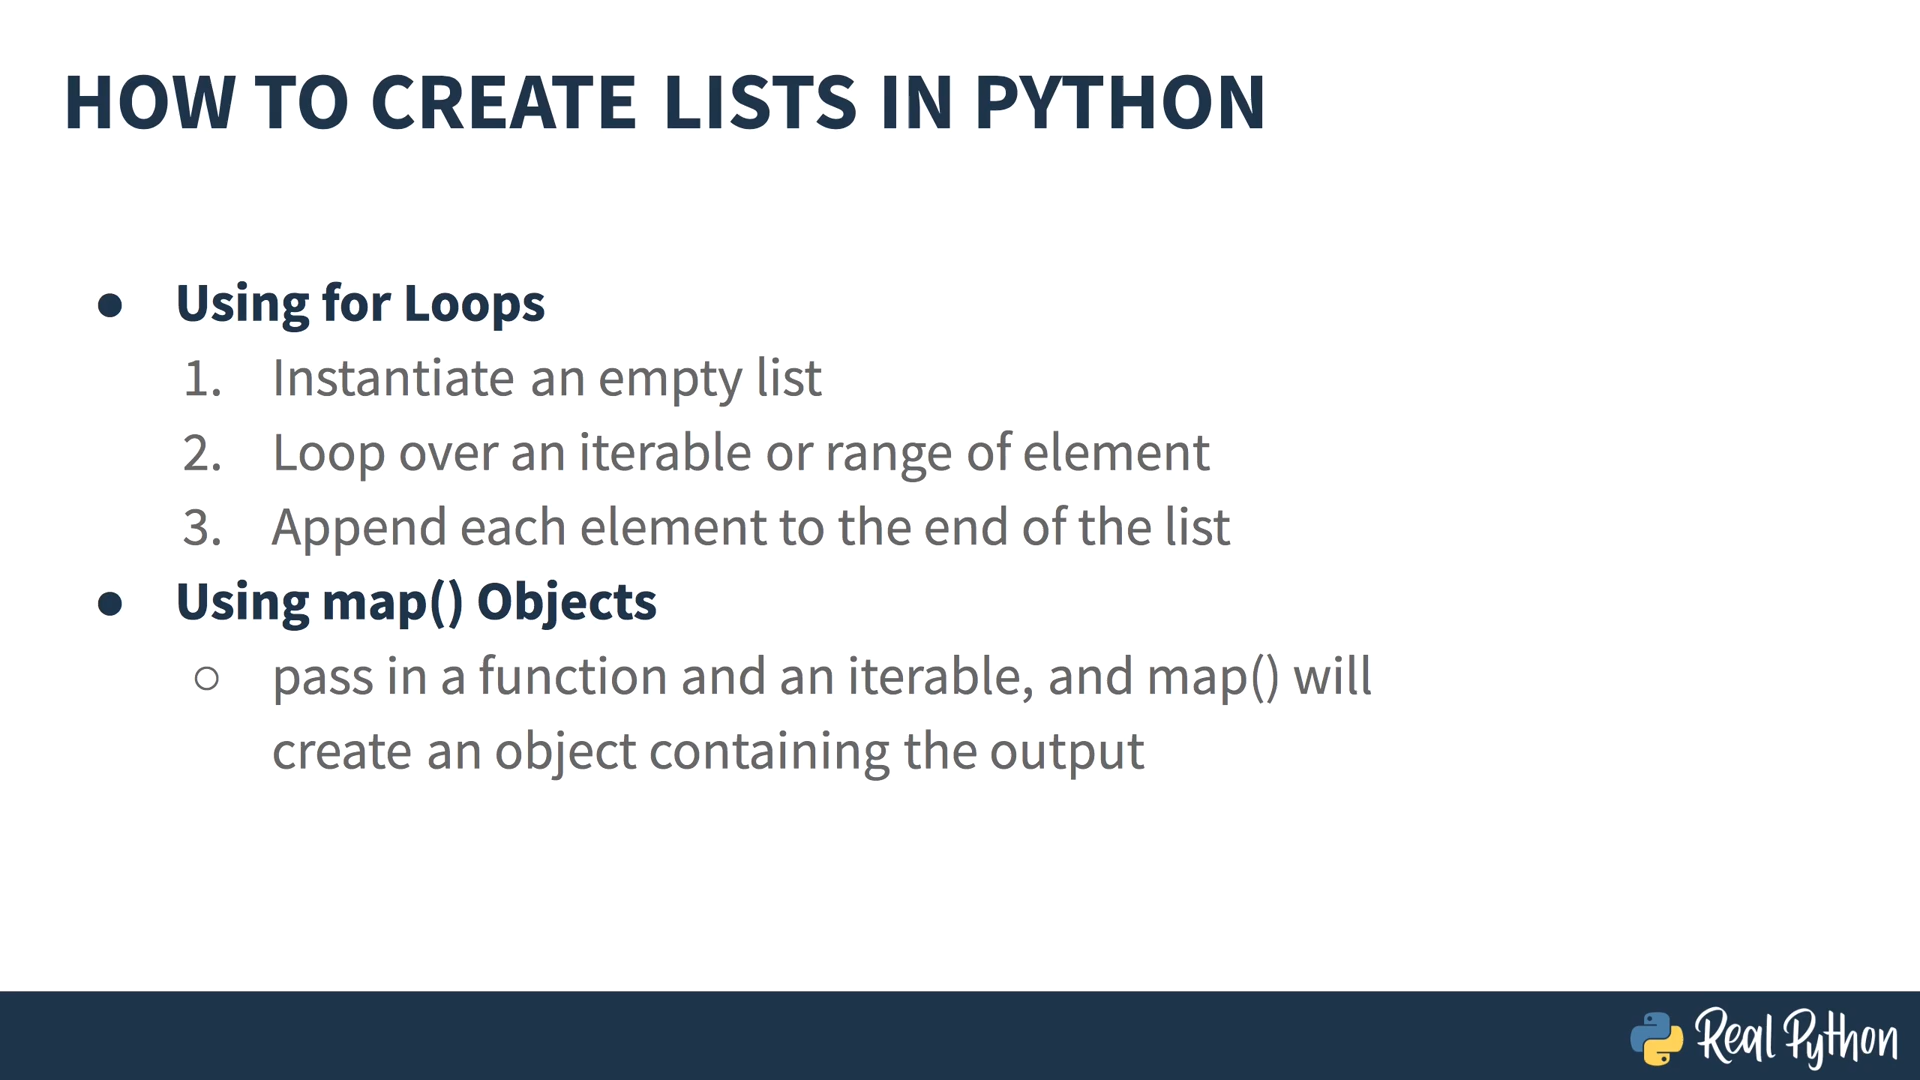 HOW TO CREATE LISTS IN PYTHON
● Using for Loops
1. Instantiate an empty list
2. Loop over an iterable or range of element
3. Append each element to the end of the list
● Using map() Objects
○ pass in a function and an iterable, and map() will
create an object containing the output
Real Python